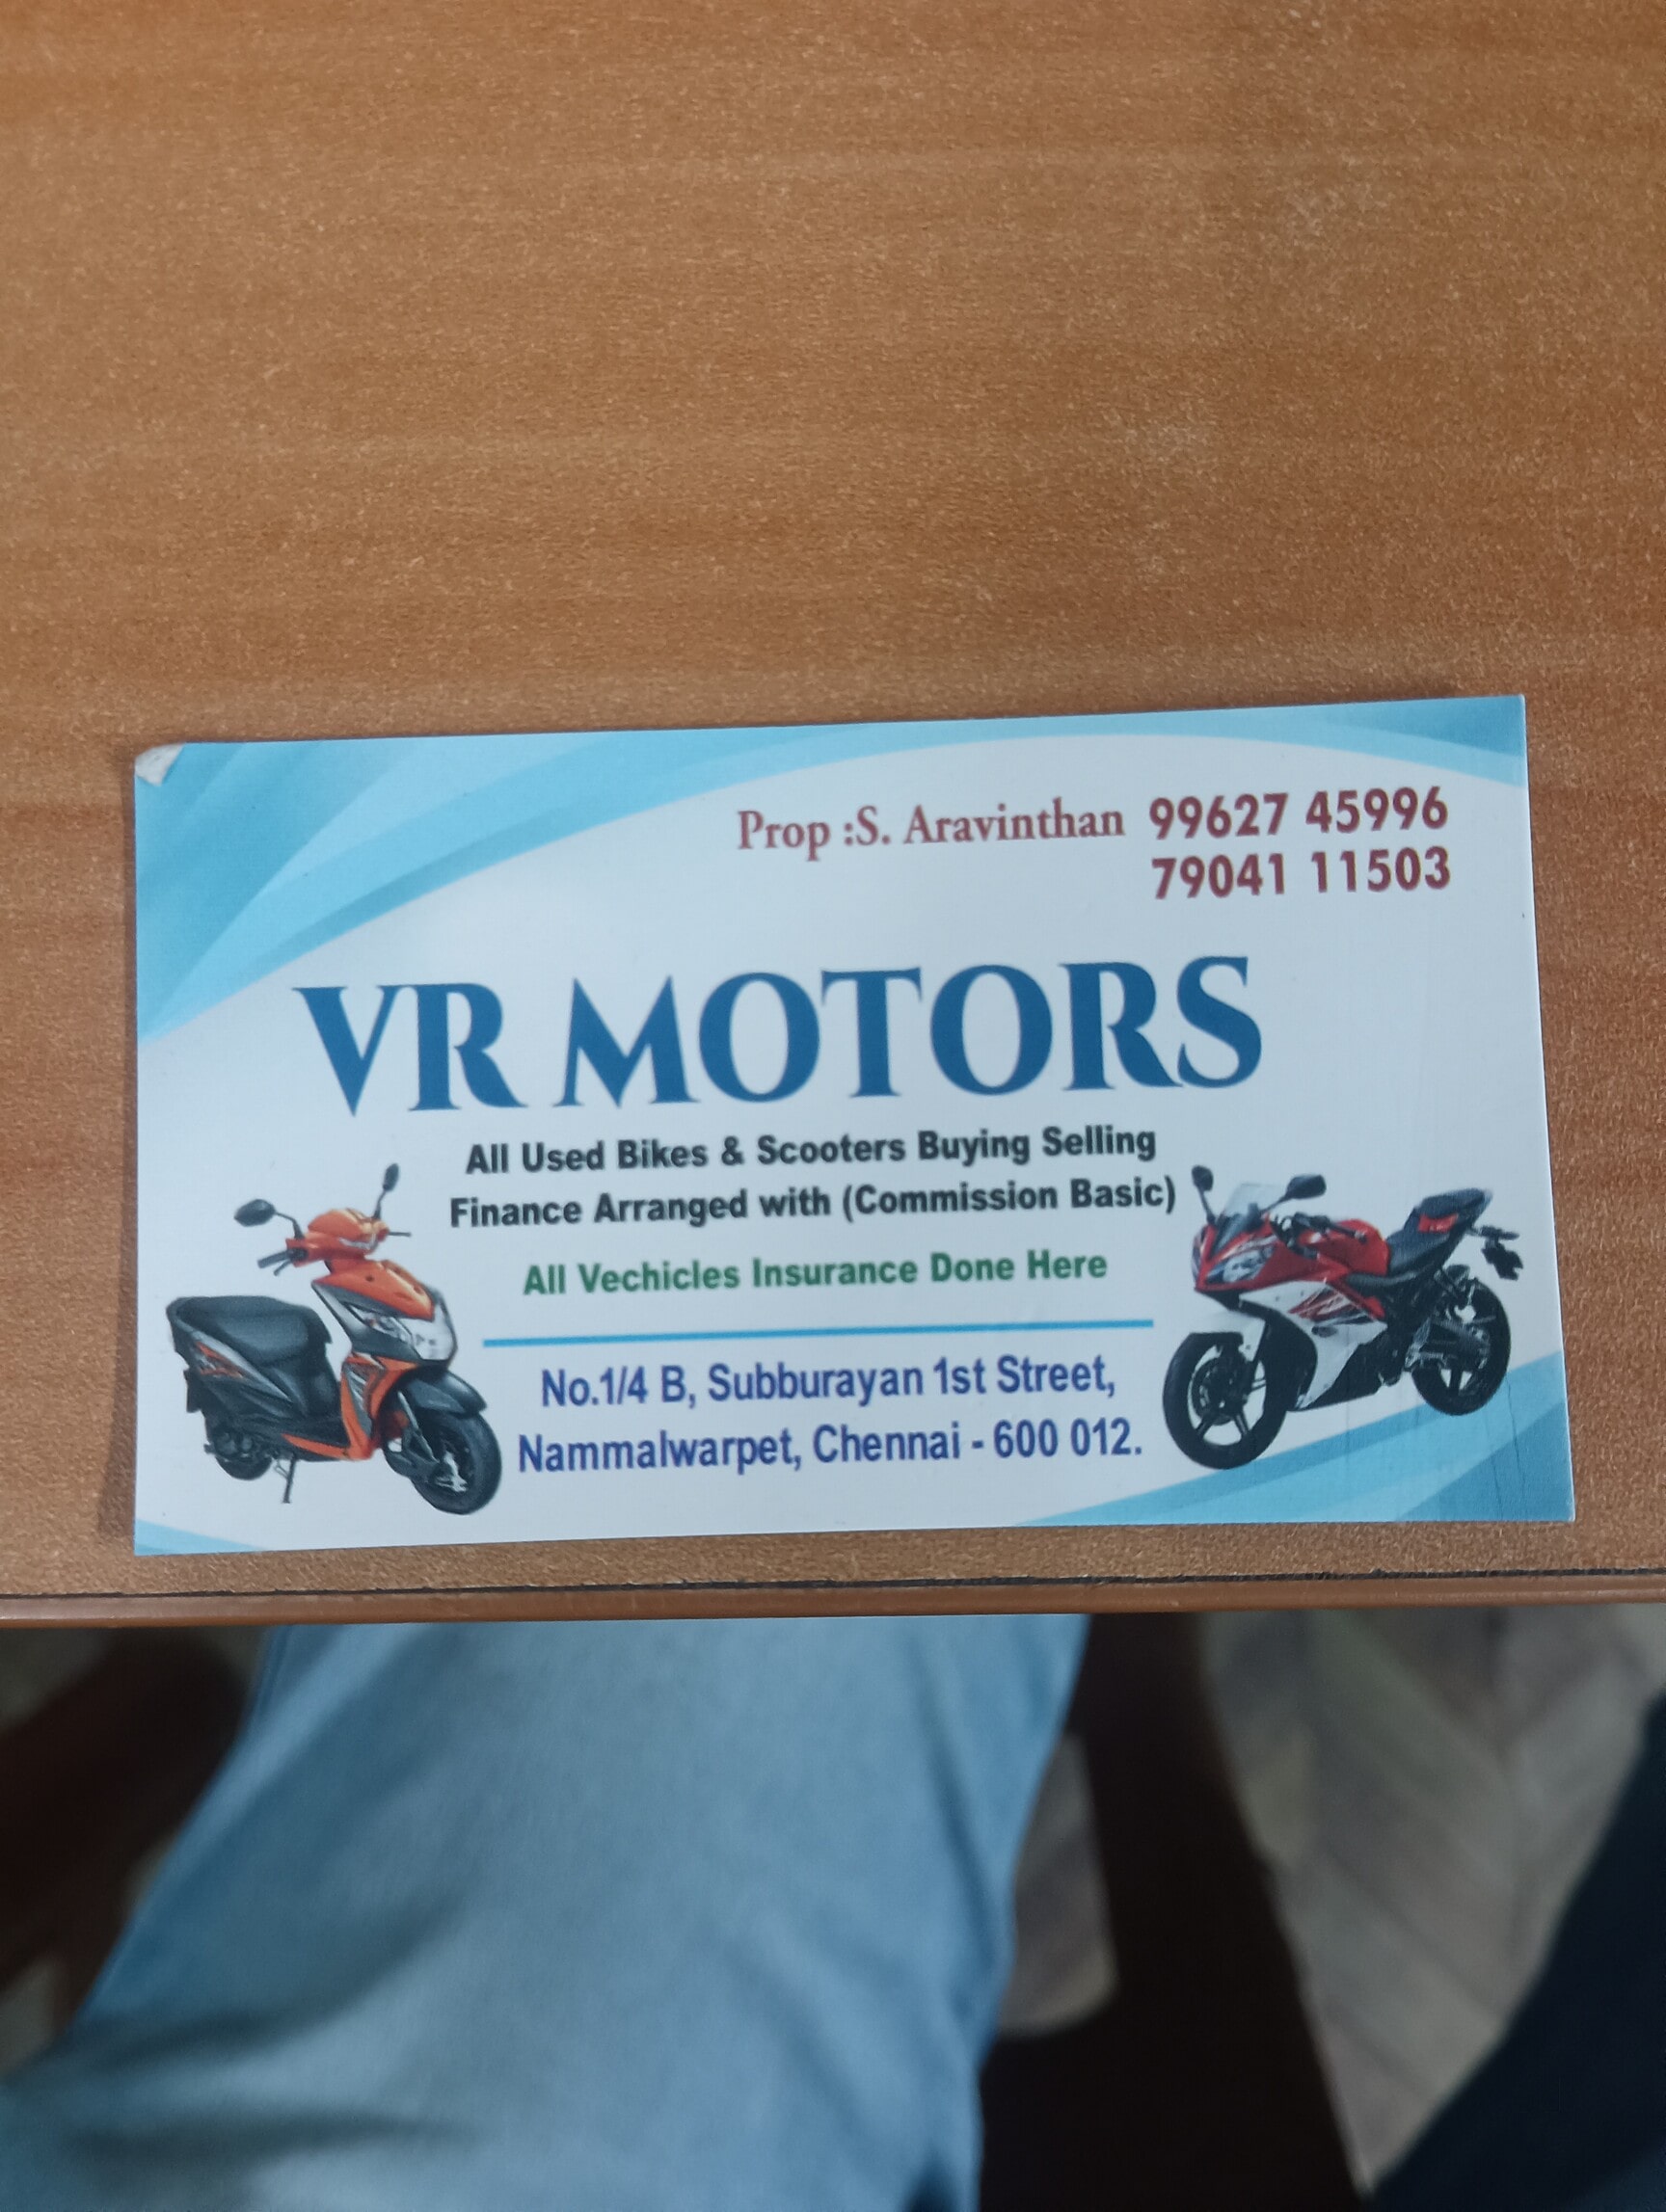 Prop :S. Aravinthan 99627 45996
79041 11503
VR MOTORS
All Used Bikes & Scooters Buying Selling
Finance Arranged with (Commission Basic)
All Vechicles Insurance Done Here
No.1/4 B, Subburayan 1st Street,
Nammalwarpet, Chennai - 600 012.